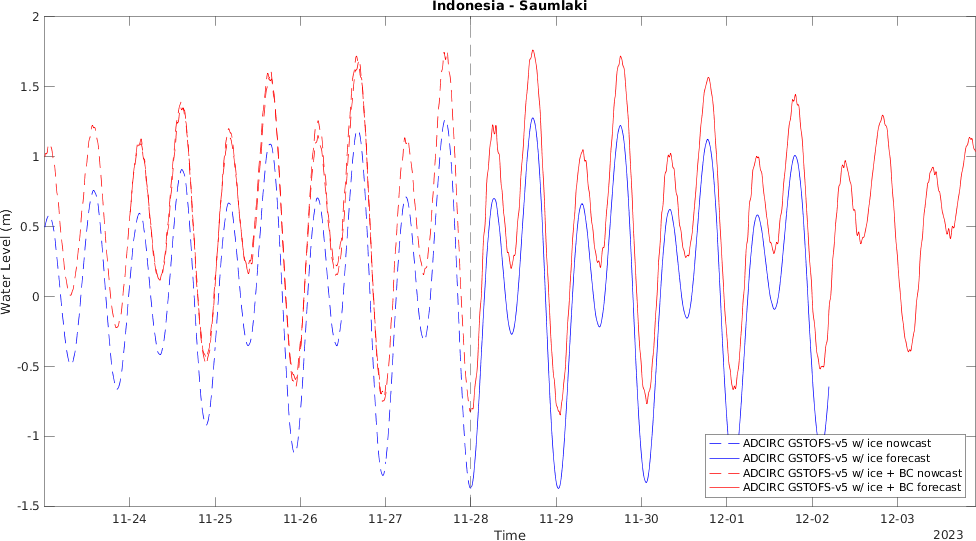 Indonesia - Saumlaki
2
1.5
1
0.5
0
-0.5
-1
-1.5
Water Level (m)
11-24
11-25
11-26
11-27
11-28
11-29
11-30
12-01
12-02
12-03
Time
2023
ADCIRC GSTOFS-v5 w/ ice nowcast
ADCIRC GSTOFS-v5 w/ ice forecast
ADCIRC GSTOFS-v5 w/ ice + BC nowcast
ADCIRC GSTOFS-v5 w/ ice + BC forecast